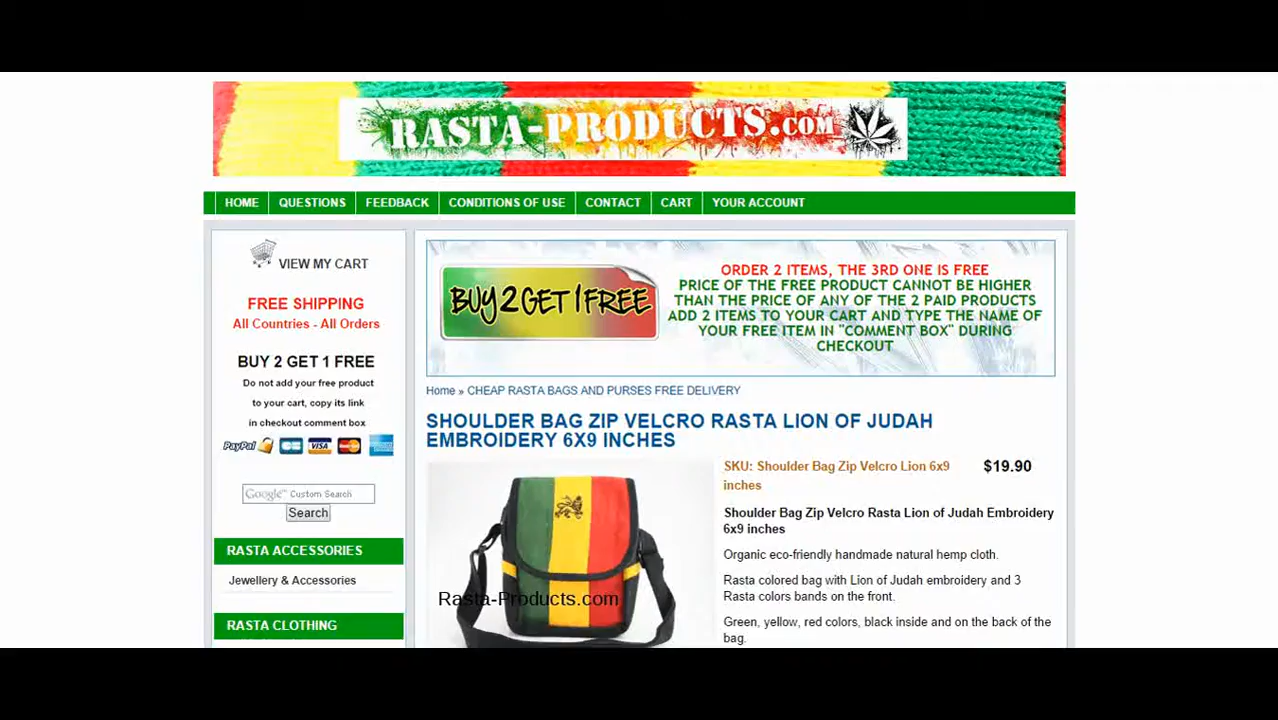 RASTA-PRODUCTS.COM
HOME QUESTIONS FEEDBACK CONDITIONS OF USE CONTACT CART YOUR ACCOUNT
VIEW MY CART
FREE SHIPPING
All Countries - All Orders
BUY 2 GET 1 FREE
Do not add your free product
to your cart, copy its link
in checkout comment box
PayPal VISA MasterCard
Google™ Custom Search
Search
RASTA ACCESSORIES
Jewellery & Accessories
RASTA CLOTHING
BUY 2 GET 1 FREE
ORDER 2 ITEMS, THE 3RD ONE IS FREE
PRICE OF THE FREE PRODUCT CANNOT BE HIGHER
THAN THE PRICE OF ANY OF THE 2 PAID PRODUCTS
ADD 2 ITEMS TO YOUR CART AND TYPE THE NAME OF
YOUR FREE ITEM IN "COMMENT BOX" DURING
CHECKOUT
Home » CHEAP RASTA BAGS AND PURSES FREE DELIVERY
SHOULDER BAG ZIP VELCRO RASTA LION OF JUDAH
EMBROIDERY 6X9 INCHES
Rasta-Products.com
SKU: Shoulder Bag Zip Velcro Lion 6x9
inches
$19.90
Shoulder Bag Zip Velcro Rasta Lion of Judah Embroidery
6x9 inches
Organic eco-friendly handmade natural hemp cloth.
Rasta colored bag with Lion of Judah embroidery and 3
Rasta colors bands on the front.
Green, yellow, red colors, black inside and on the back of the
bag.